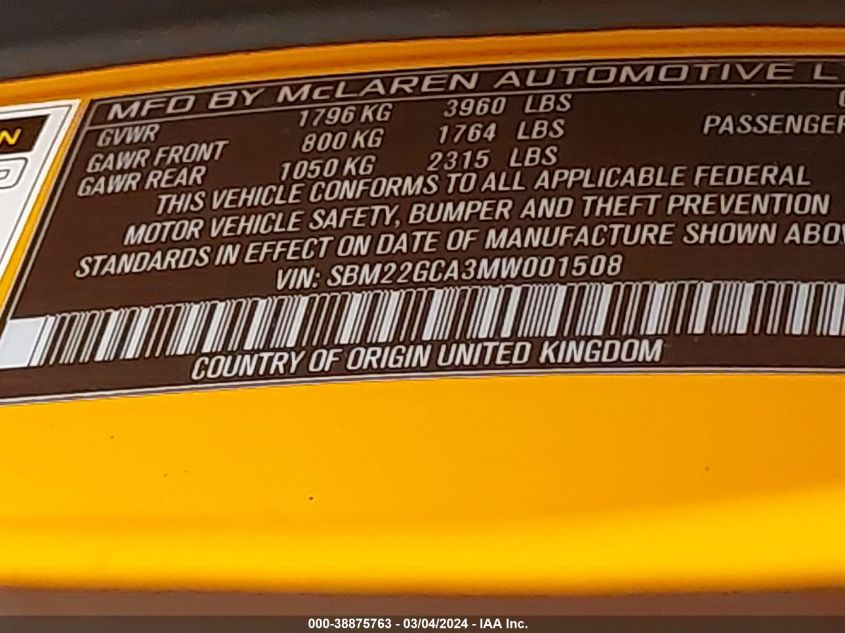 MFD BY McLAREN AUTOMOTIVE L
GVWR 1796 KG 3960 LBS
GAWR FRONT 800 KG 1764 LBS PASSENGER
GAWR REAR 1050 KG 2315 LBS
THIS VEHICLE CONFORMS TO ALL APPLICABLE FEDERAL
MOTOR VEHICLE SAFETY, BUMPER AND THEFT PREVENTION
STANDARDS IN EFFECT ON DATE OF MANUFACTURE SHOWN ABO
VIN: SBM22GCA3MW001508
COUNTRY OF ORIGIN UNITED KINGDOM
000-38875763 - 03/04/2024 - IAA Inc.